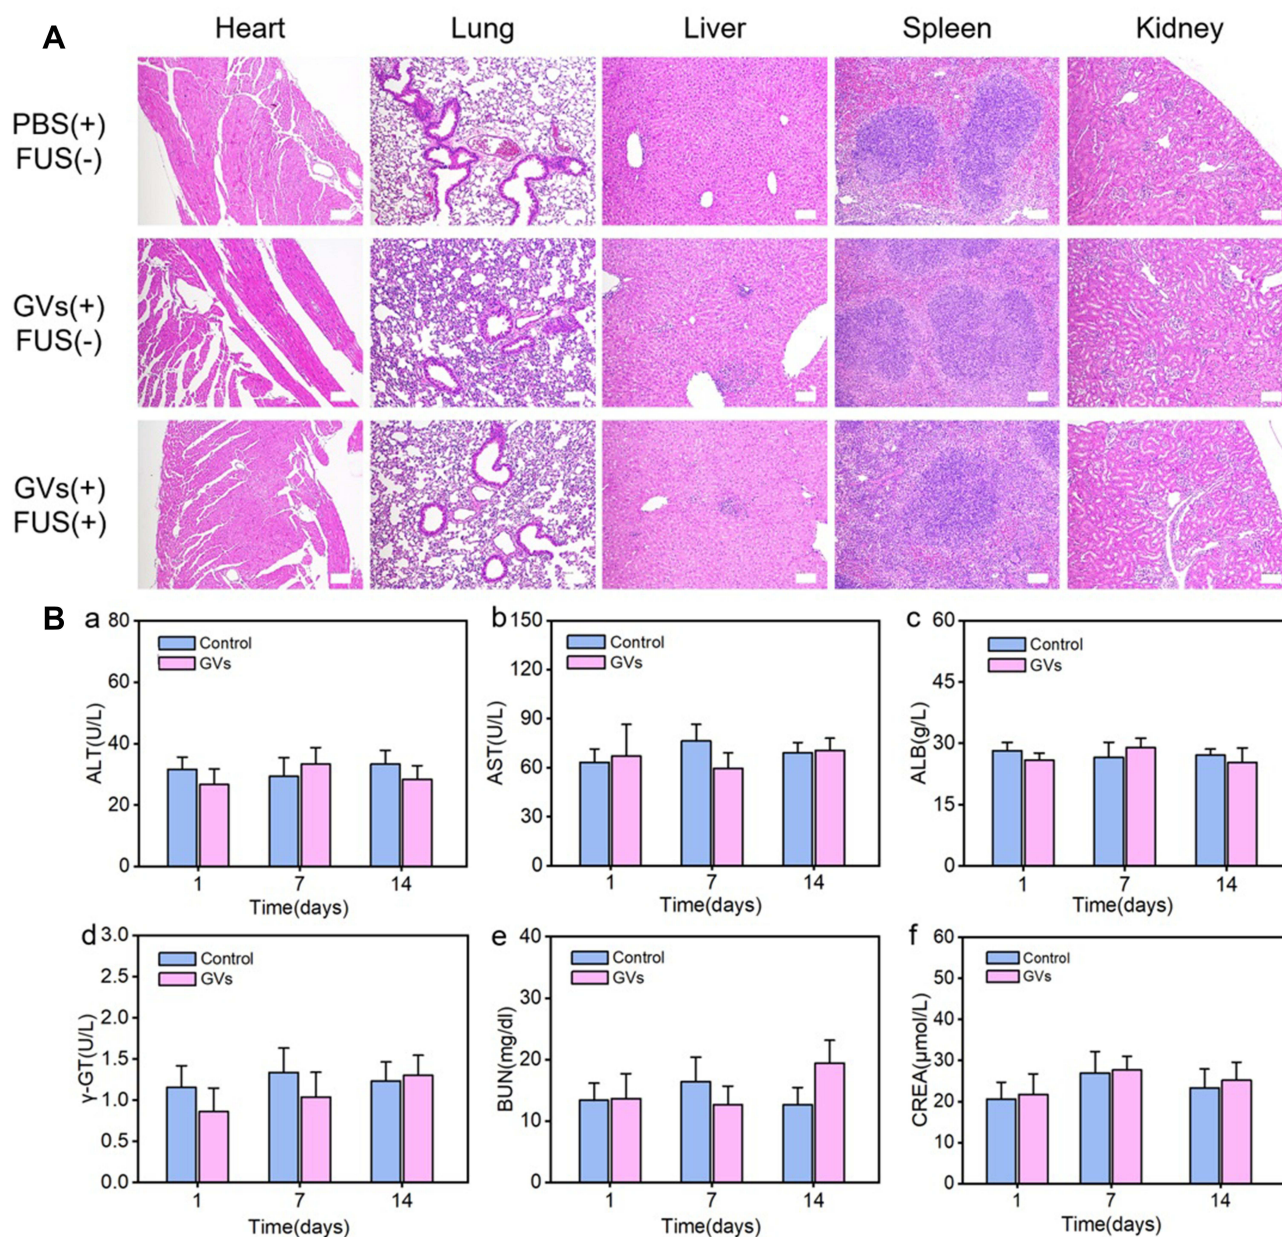 A
Heart Lung Liver Spleen Kidney
PBS(+)
FUS(-)
GVs(+)
FUS(-)
GVs(+)
FUS(+)
B
a
80
60
40
20
0
ALT(U/L)
Control
GVs
1 7 14
Time(days)
b
150
120
90
60
30
0
AST(U/L)
Control
GVs
1 7 14
Time(days)
c
60
45
30
15
0
ALB(g/L)
Control
GVs
1 7 14
Time(days)
d
3.0
2.5
2.0
1.5
1.0
0.5
0.0
γ-GT(U/L)
Control
GVs
1 7 14
Time(days)
e
40
30
20
10
0
BUN(mg/dl)
Control
GVs
1 7 14
Time(days)
f
60
50
40
30
20
10
0
CREA(μmol/L)
Control
GVs
1 7 14
Time(days)